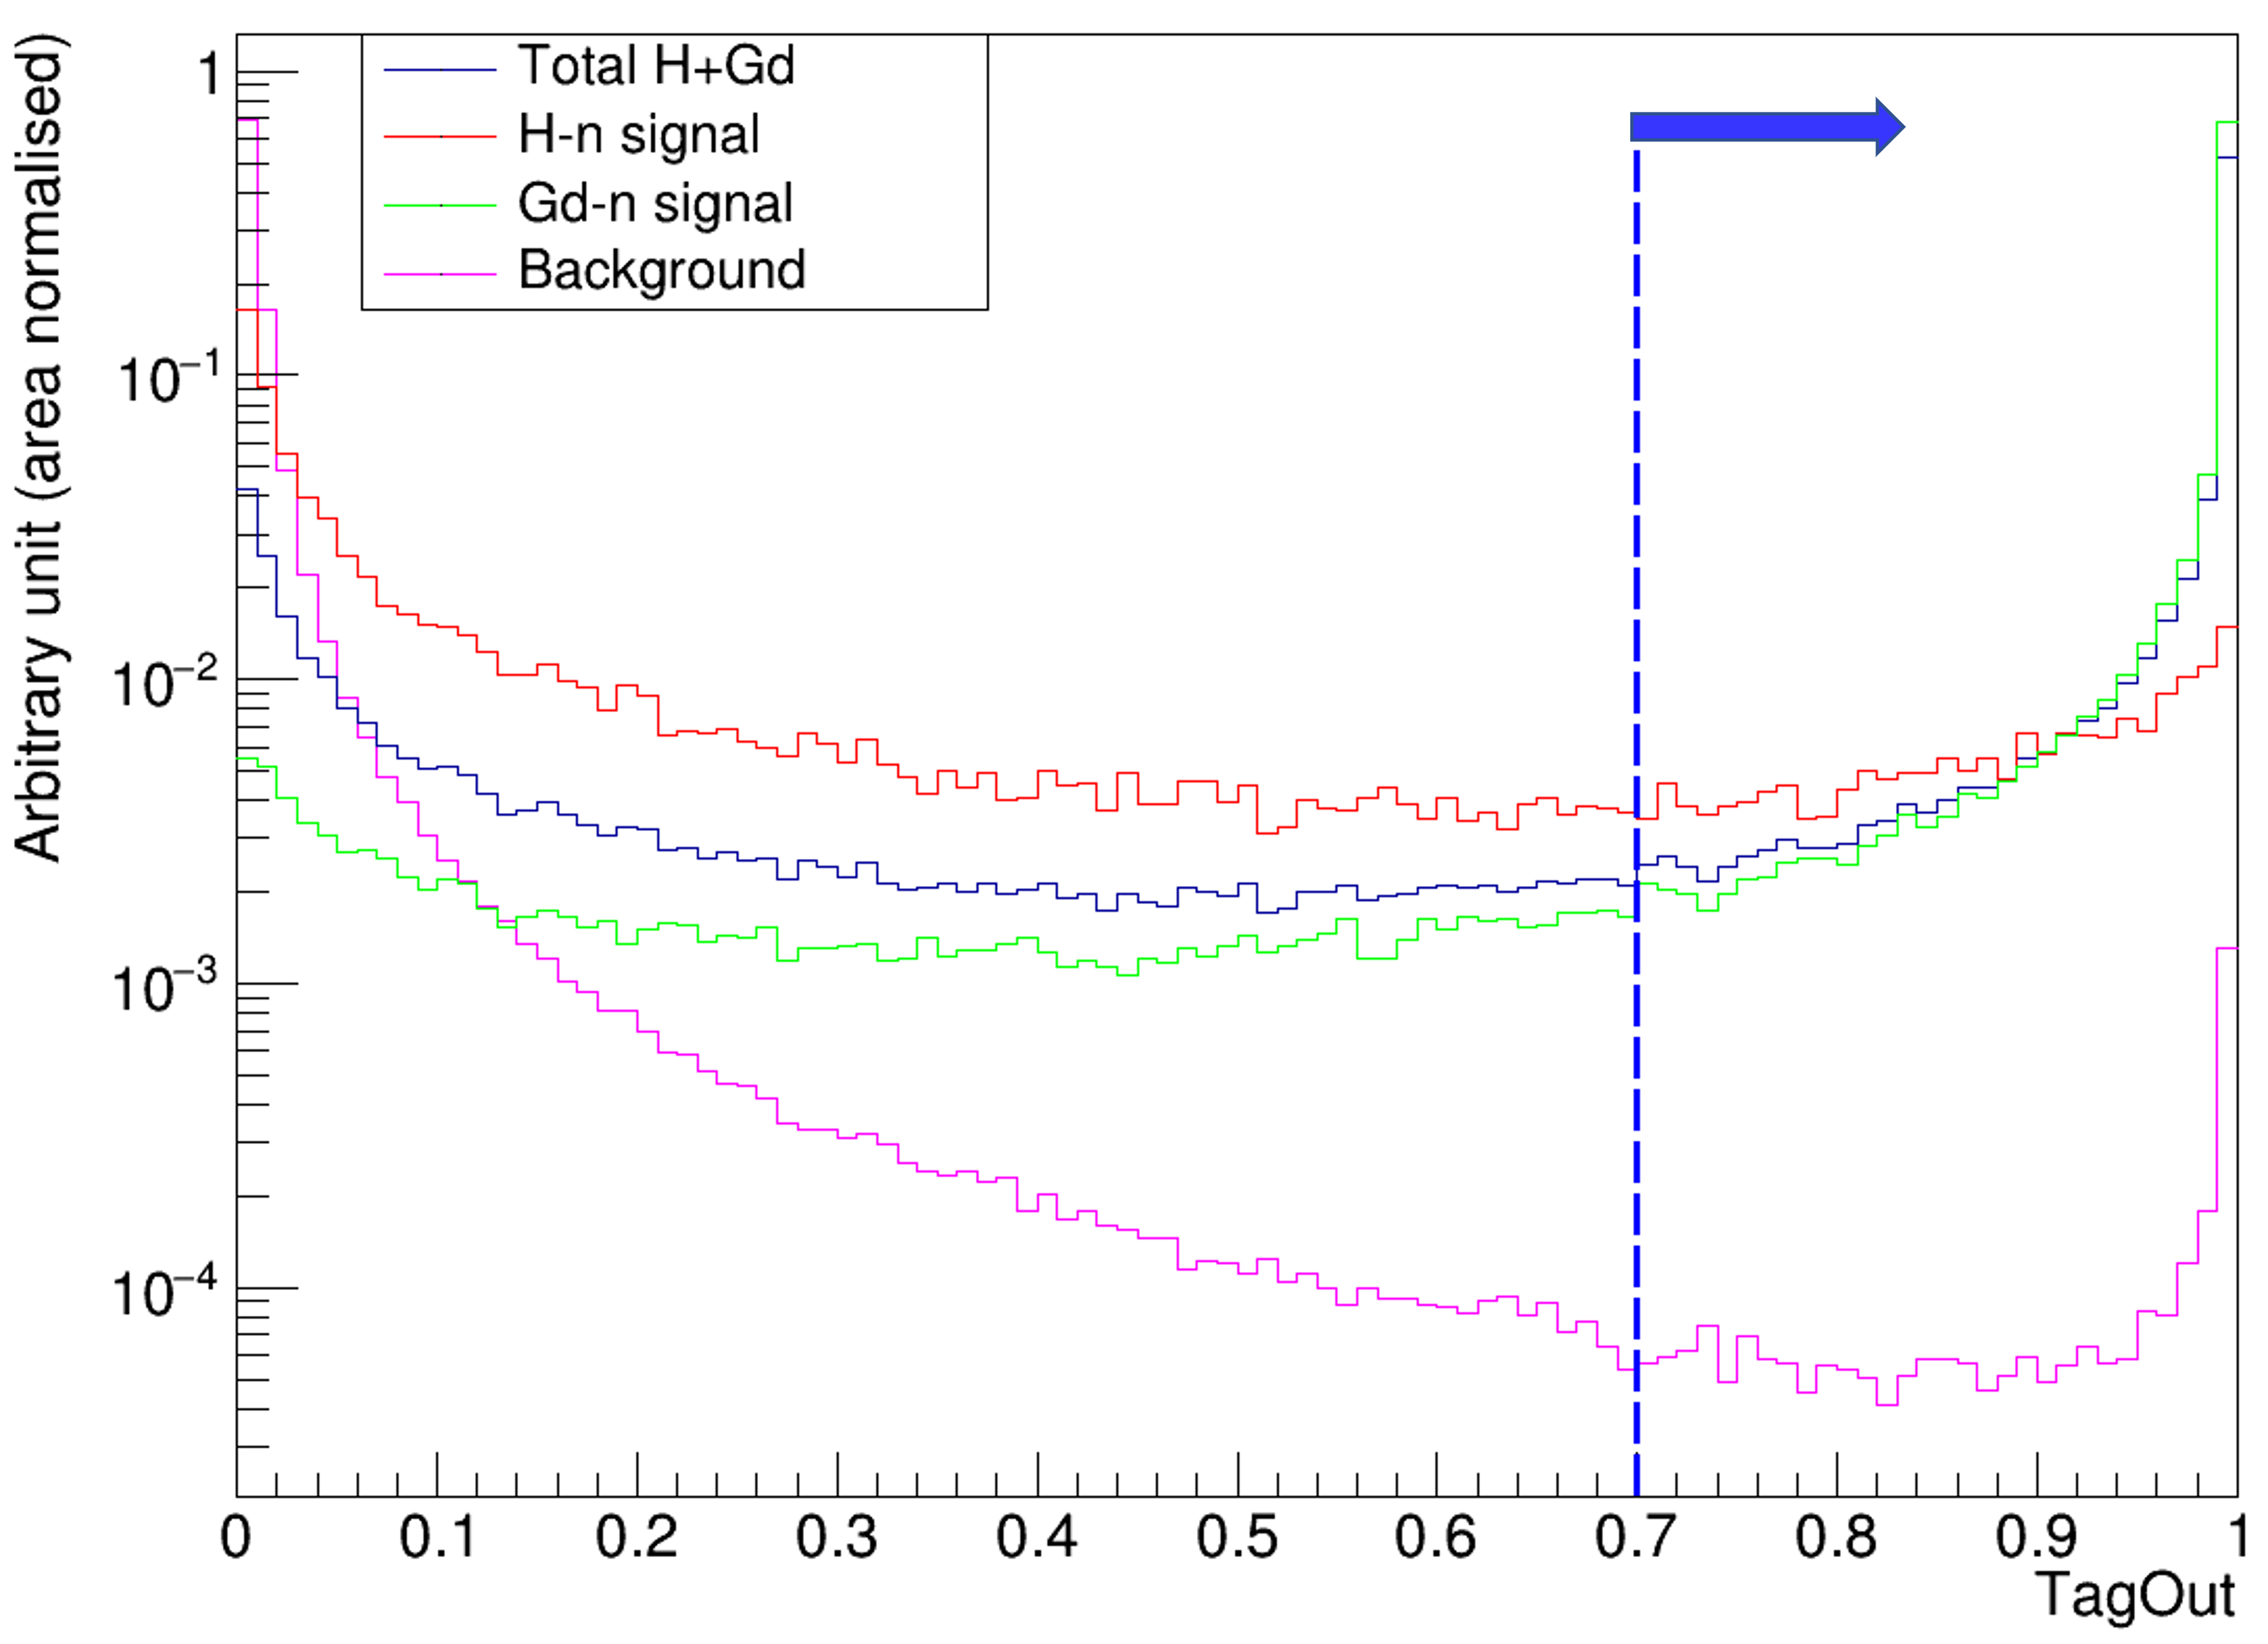 Arbitrary unit (area normalised)
1
10⁻¹
10⁻²
10⁻³
10⁻⁴
Total H+Gd
H-n signal
Gd-n signal
Background
0 0.1 0.2 0.3 0.4 0.5 0.6 0.7 0.8 0.9 1
TagOut